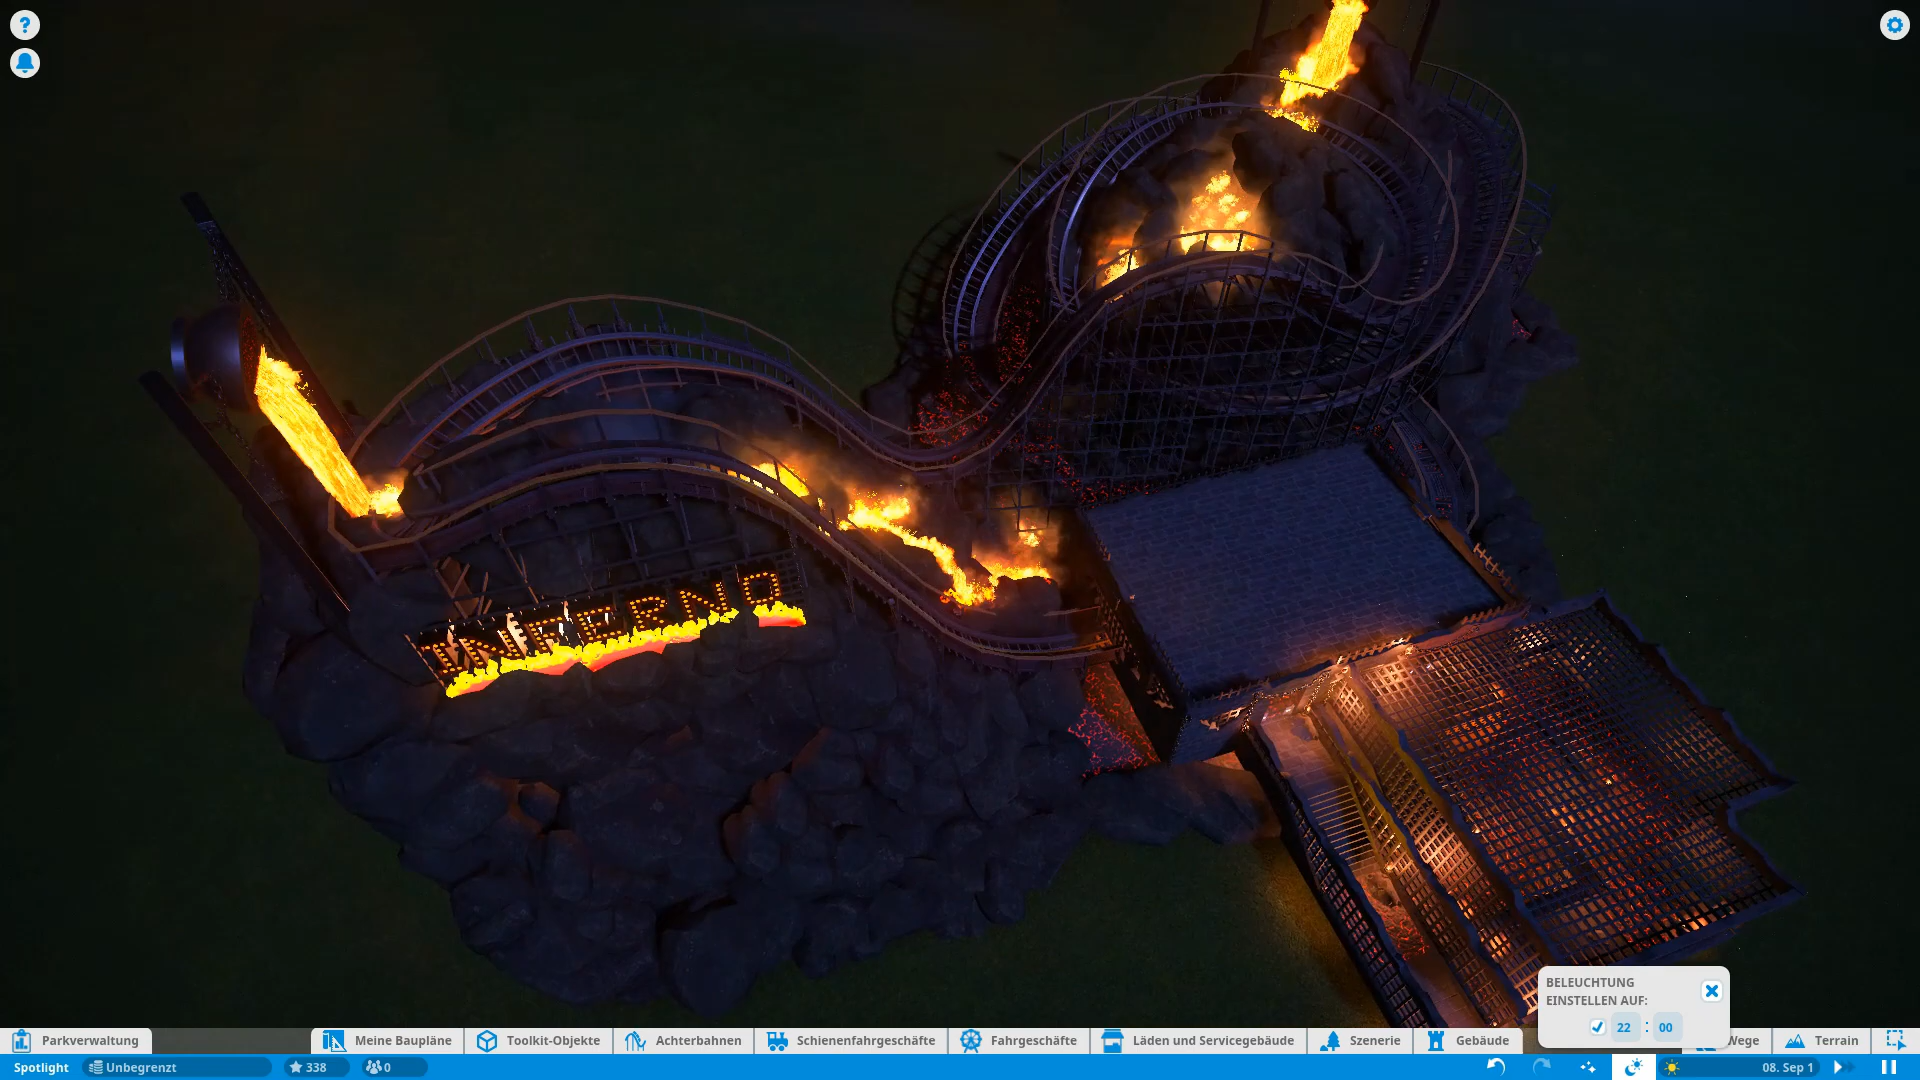 ?
INFERNO
BELEUCHTUNG
EINSTELLEN AUF:
22 : 00
Parkverwaltung
Meine Baupläne
Toolkit-Objekte
Achterbahnen
Schienenfahrgeschäfte
Fahrgeschäfte
Läden und Servicegebäude
Szenerie
Gebäude
Wege
Terrain
Spotlight
Unbegrenzt
338
0
08. Sep 1